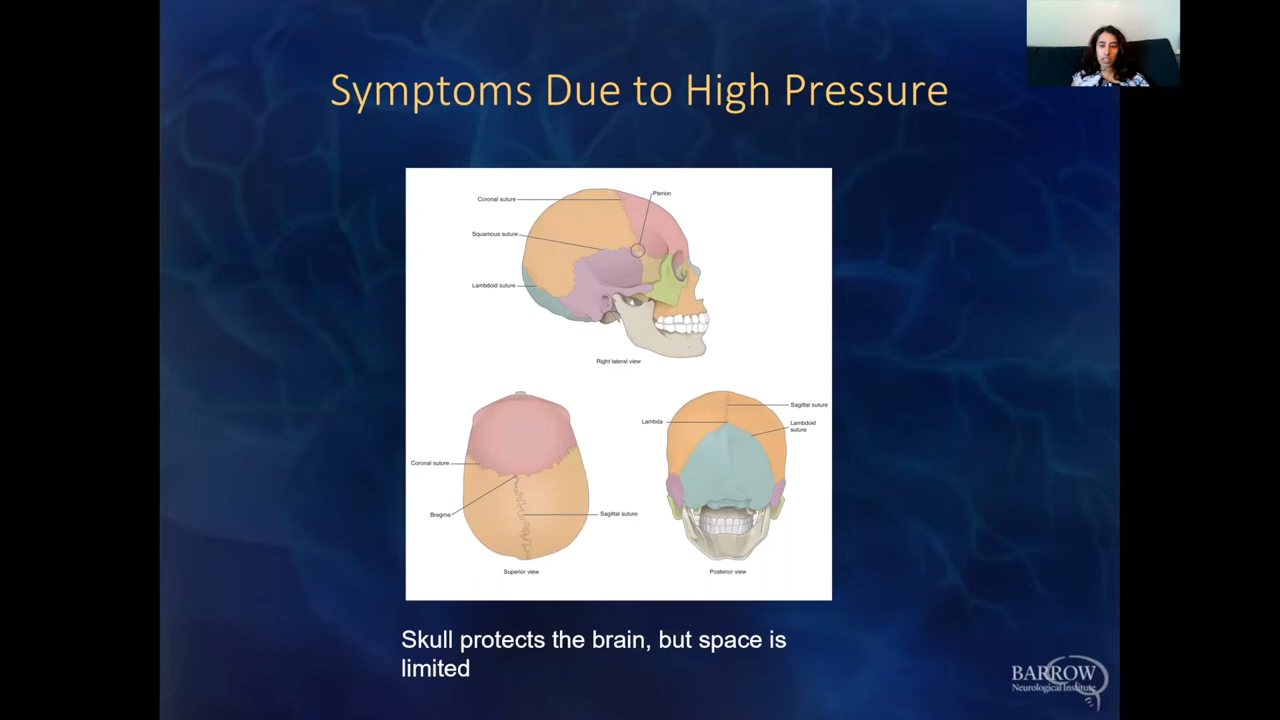 Symptoms Due to High Pressure
Coronal suture
Pterion
Squamous suture
Lambdoid suture
Right lateral view
Coronal suture
Bregma
Sagittal suture
Superior view
Lambda
Sagittal suture
Lambdoid
suture
Posterior view
Skull protects the brain, but space is
limited
BARROW
Neurological Institute